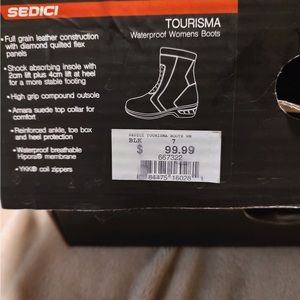 SEDICI
TOURISMA
Waterproof Womens Boots
•Full grain leather construction
with diamond quilted flex
panels
•Shock absorbing insole with
2cm lift plus 4cm lift at heel
for a more stable footing
•High grip compound outsole
•Amara suede top collar for
comfort
•Reinforced ankle, toe box
and heel protection
•Waterproof breathable
Hipora® membrane
•YKK® coil zippers
SEDICI TOURISMA BOOTS WM
BLK 7
$ 99.99
667322
84475 16028